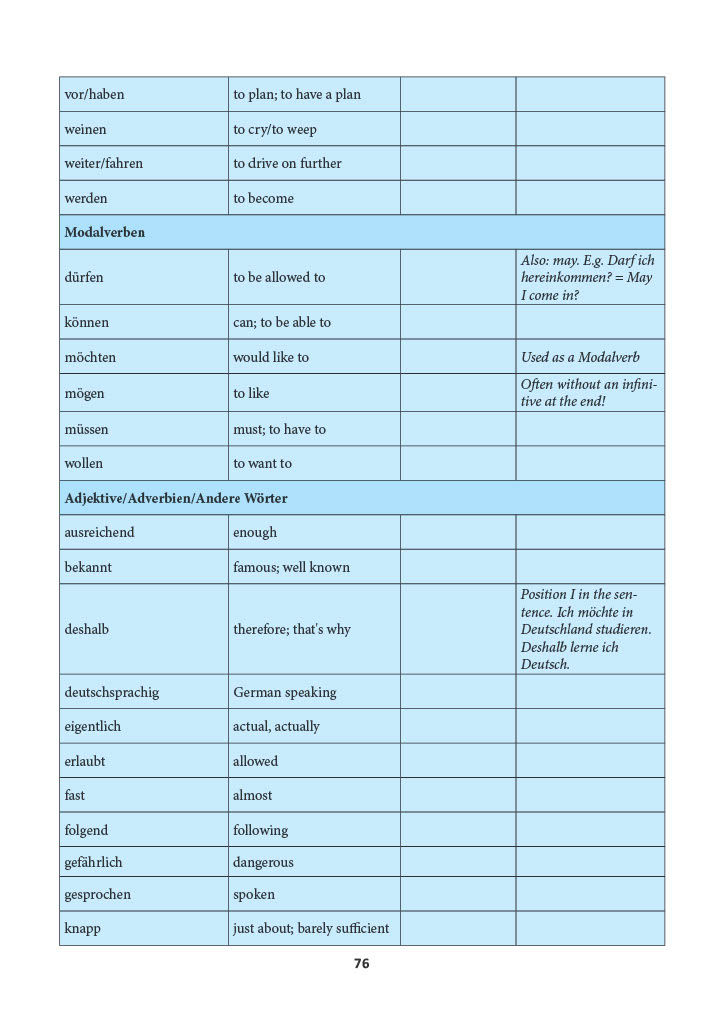 vor/haben to plan; to have a plan
weinen to cry/to weep
weiter/fahren to drive on further
werden to become
Modalverben
dürfen to be allowed to Also: may. E.g. Darf ich
hereinkommen? = May
I come in?
können can; to be able to
möchten would like to Used as a Modalverb
mögen to like Often without an infini-
tive at the end!
müssen must; to have to
wollen to want to
Adjektive/Adverbien/Andere Wörter
ausreichend enough
bekannt famous; well known
deshalb therefore; that's why Position I in the sen-
tence. Ich möchte in
Deutschland studieren.
Deshalb lerne ich
Deutsch.
deutschsprachig German speaking
eigentlich actual, actually
erlaubt allowed
fast almost
folgend following
gefährlich dangerous
gesprochen spoken
knapp just about; barely sufficient
76